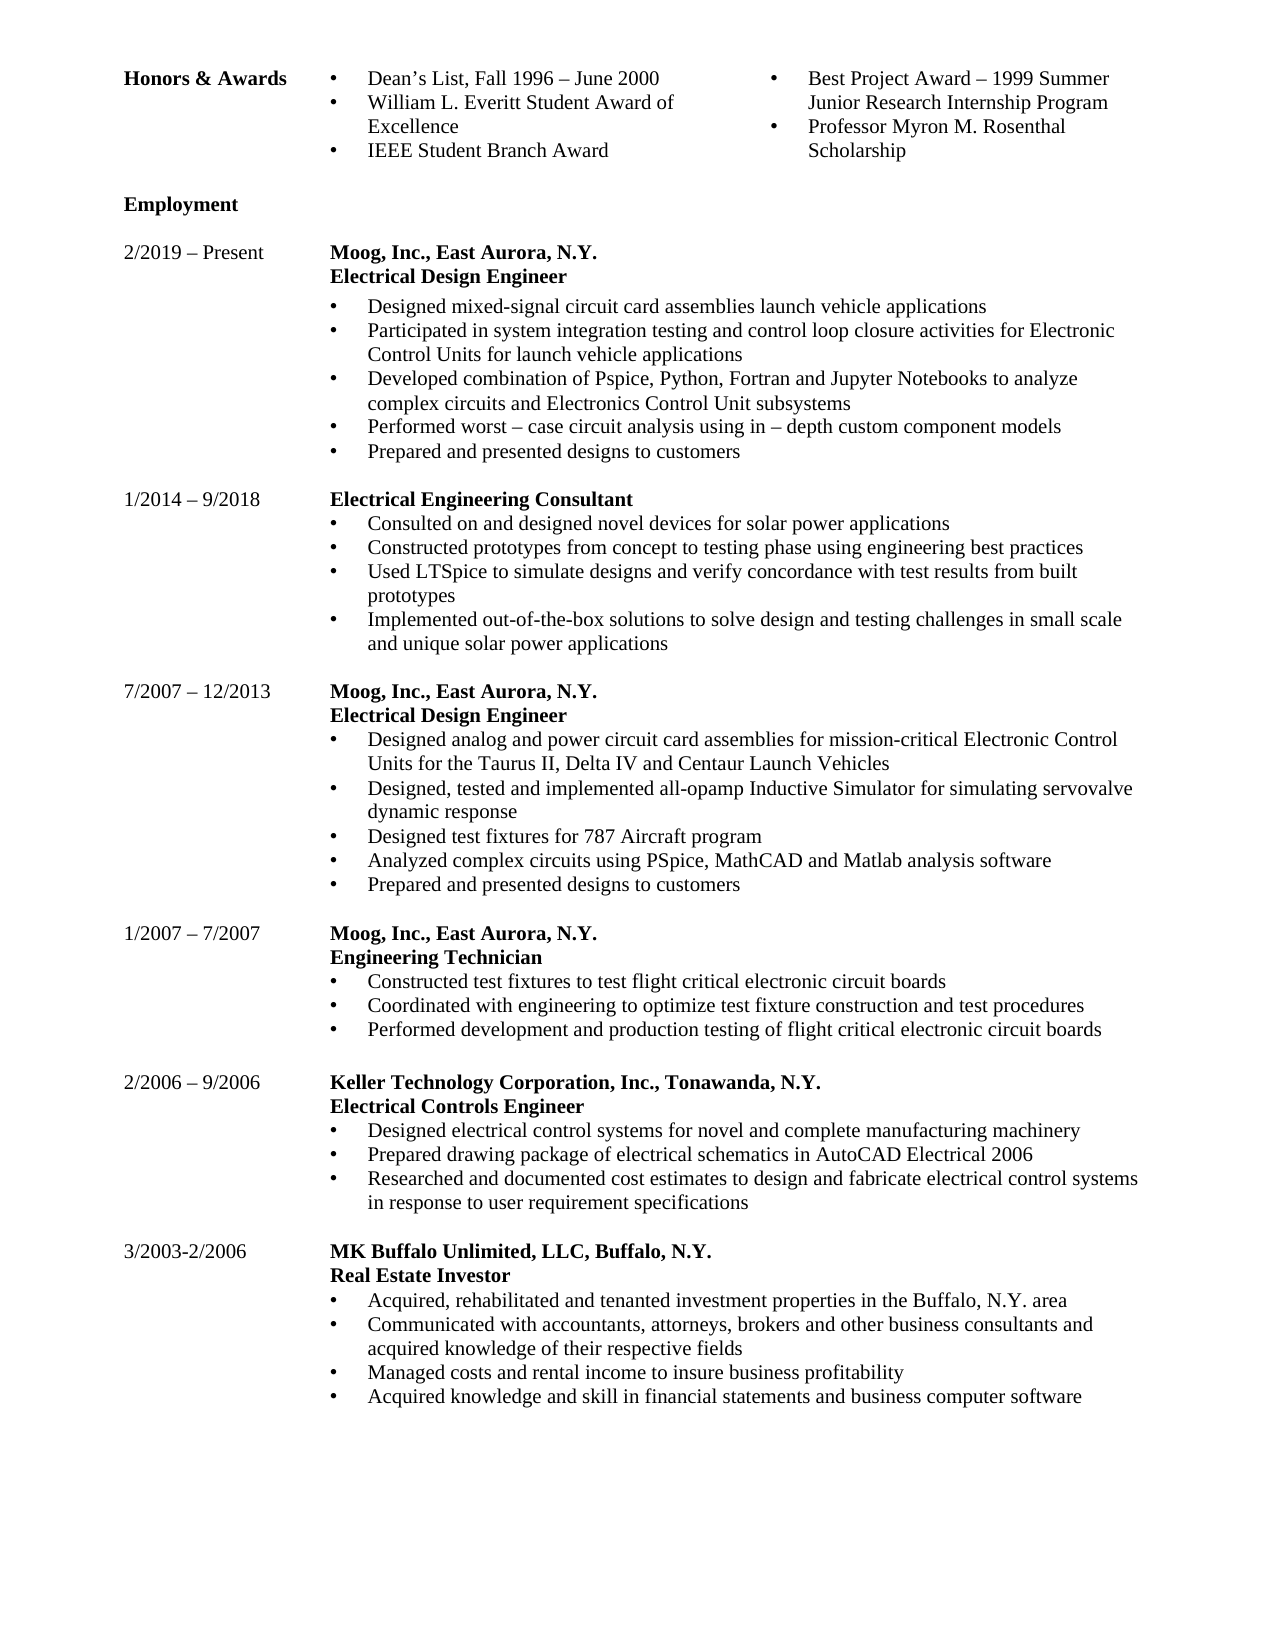 Honors & Awards
• Dean’s List, Fall 1996 – June 2000
• William L. Everitt Student Award of
Excellence
• IEEE Student Branch Award
• Best Project Award – 1999 Summer
Junior Research Internship Program
• Professor Myron M. Rosenthal
Scholarship
Employment
2/2019 – Present Moog, Inc., East Aurora, N.Y.
Electrical Design Engineer
• Designed mixed-signal circuit card assemblies launch vehicle applications
• Participated in system integration testing and control loop closure activities for Electronic
Control Units for launch vehicle applications
• Developed combination of Pspice, Python, Fortran and Jupyter Notebooks to analyze
complex circuits and Electronics Control Unit subsystems
• Performed worst – case circuit analysis using in – depth custom component models
• Prepared and presented designs to customers
1/2014 – 9/2018 Electrical Engineering Consultant
• Consulted on and designed novel devices for solar power applications
• Constructed prototypes from concept to testing phase using engineering best practices
• Used LTSpice to simulate designs and verify concordance with test results from built
prototypes
• Implemented out-of-the-box solutions to solve design and testing challenges in small scale
and unique solar power applications
7/2007 – 12/2013 Moog, Inc., East Aurora, N.Y.
Electrical Design Engineer
• Designed analog and power circuit card assemblies for mission-critical Electronic Control
Units for the Taurus II, Delta IV and Centaur Launch Vehicles
• Designed, tested and implemented all-opamp Inductive Simulator for simulating servovalve
dynamic response
• Designed test fixtures for 787 Aircraft program
• Analyzed complex circuits using PSpice, MathCAD and Matlab analysis software
• Prepared and presented designs to customers
1/2007 – 7/2007 Moog, Inc., East Aurora, N.Y.
Engineering Technician
• Constructed test fixtures to test flight critical electronic circuit boards
• Coordinated with engineering to optimize test fixture construction and test procedures
• Performed development and production testing of flight critical electronic circuit boards
2/2006 – 9/2006 Keller Technology Corporation, Inc., Tonawanda, N.Y.
Electrical Controls Engineer
• Designed electrical control systems for novel and complete manufacturing machinery
• Prepared drawing package of electrical schematics in AutoCAD Electrical 2006
• Researched and documented cost estimates to design and fabricate electrical control systems
in response to user requirement specifications
3/2003-2/2006 MK Buffalo Unlimited, LLC, Buffalo, N.Y.
Real Estate Investor
• Acquired, rehabilitated and tenanted investment properties in the Buffalo, N.Y. area
• Communicated with accountants, attorneys, brokers and other business consultants and
acquired knowledge of their respective fields
• Managed costs and rental income to insure business profitability
• Acquired knowledge and skill in financial statements and business computer software